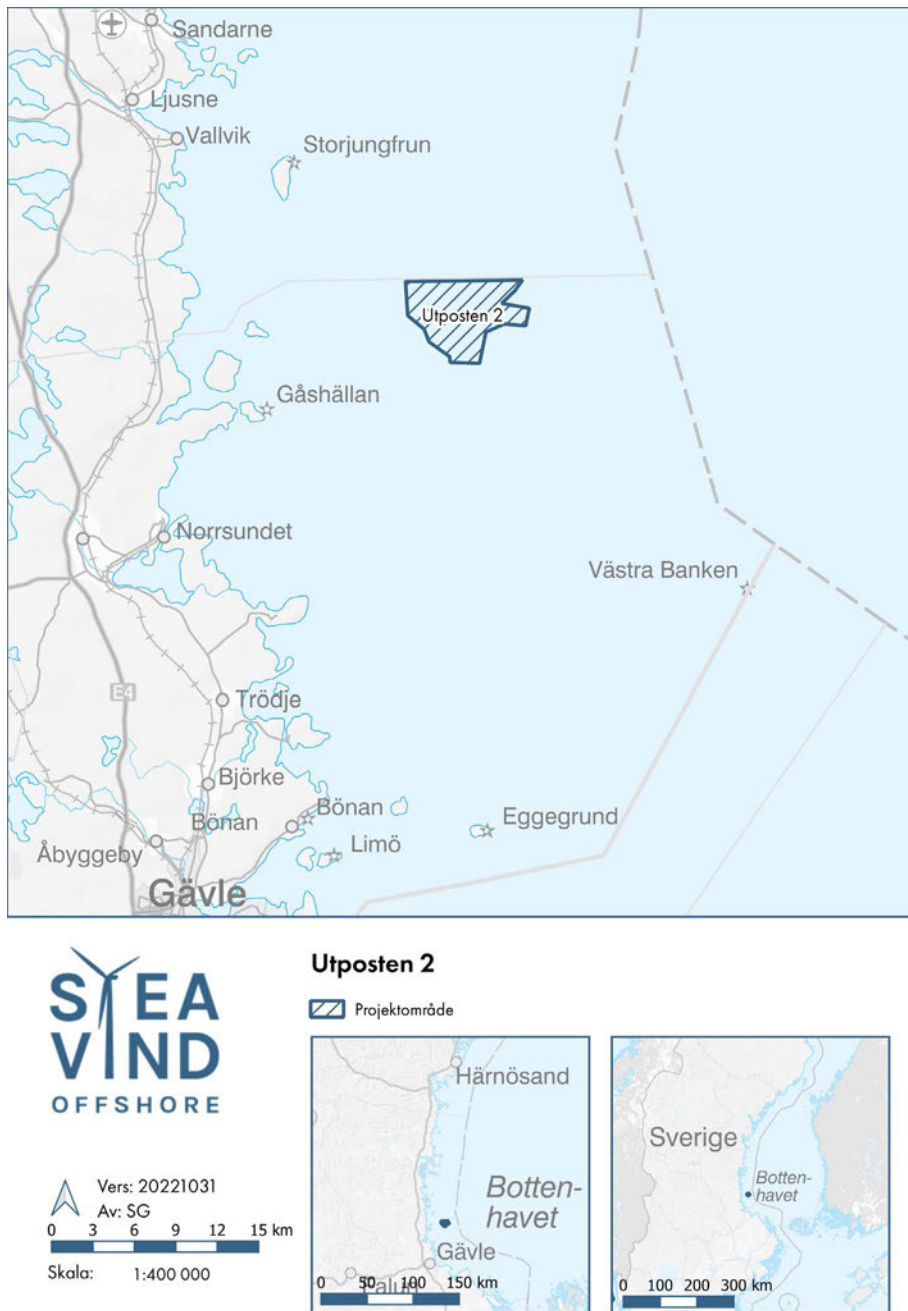 Sandarne
Ljusne
Vallvik
Storjungfrun
Utposten 2
Gåshällan
Norrsundet
Västra Banken
E4
Trödje
Björke
Bönan
Bönan
Eggegrund
Limö
Åbyggeby
Gävle
SVEA
VIND
OFFSHORE
Utposten 2
Projektområde
Vers: 20221031
Av: SG
0 3 6 9 12 15 km
Skala: 1:400 000
Härnösand
Botten-
havet
Gävle
Falun
0 50 100 150 km
Sverige
Botten-
havet
0 100 200 300 km